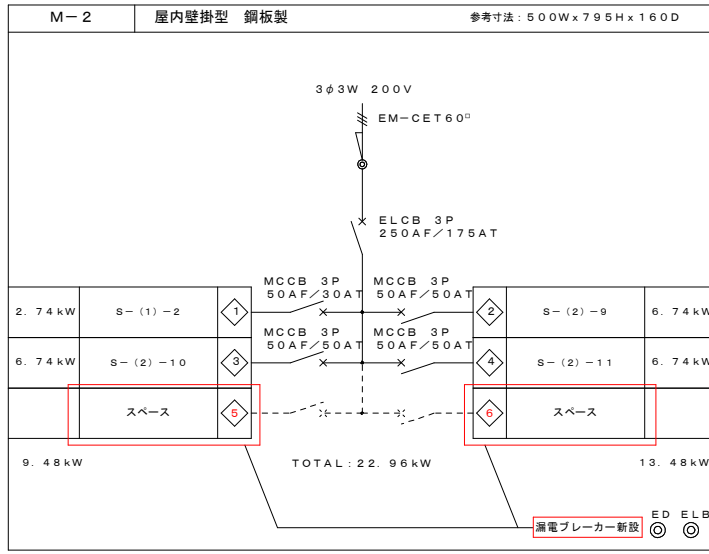 M－2 屋内壁掛型 鋼板製 参考寸法：500W×795H×160D
3φ3W 200V
EM－CET60□
ELCB 3P
250AF／175AT
MCCB 3P MCCB 3P
50AF／30AT 50AF／50AT
2.74kW S－(1)－2 1 2 S－(2)－9 6.74kW
MCCB 3P MCCB 3P
50AF／50AT 50AF／50AT
6.74kW S－(2)－10 3 4 S－(2)－11 6.74kW
スペース 5 6 スペース
9.48kW TOTAL：22.96kW 13.48kW
漏電ブレーカー新設 ED ELB